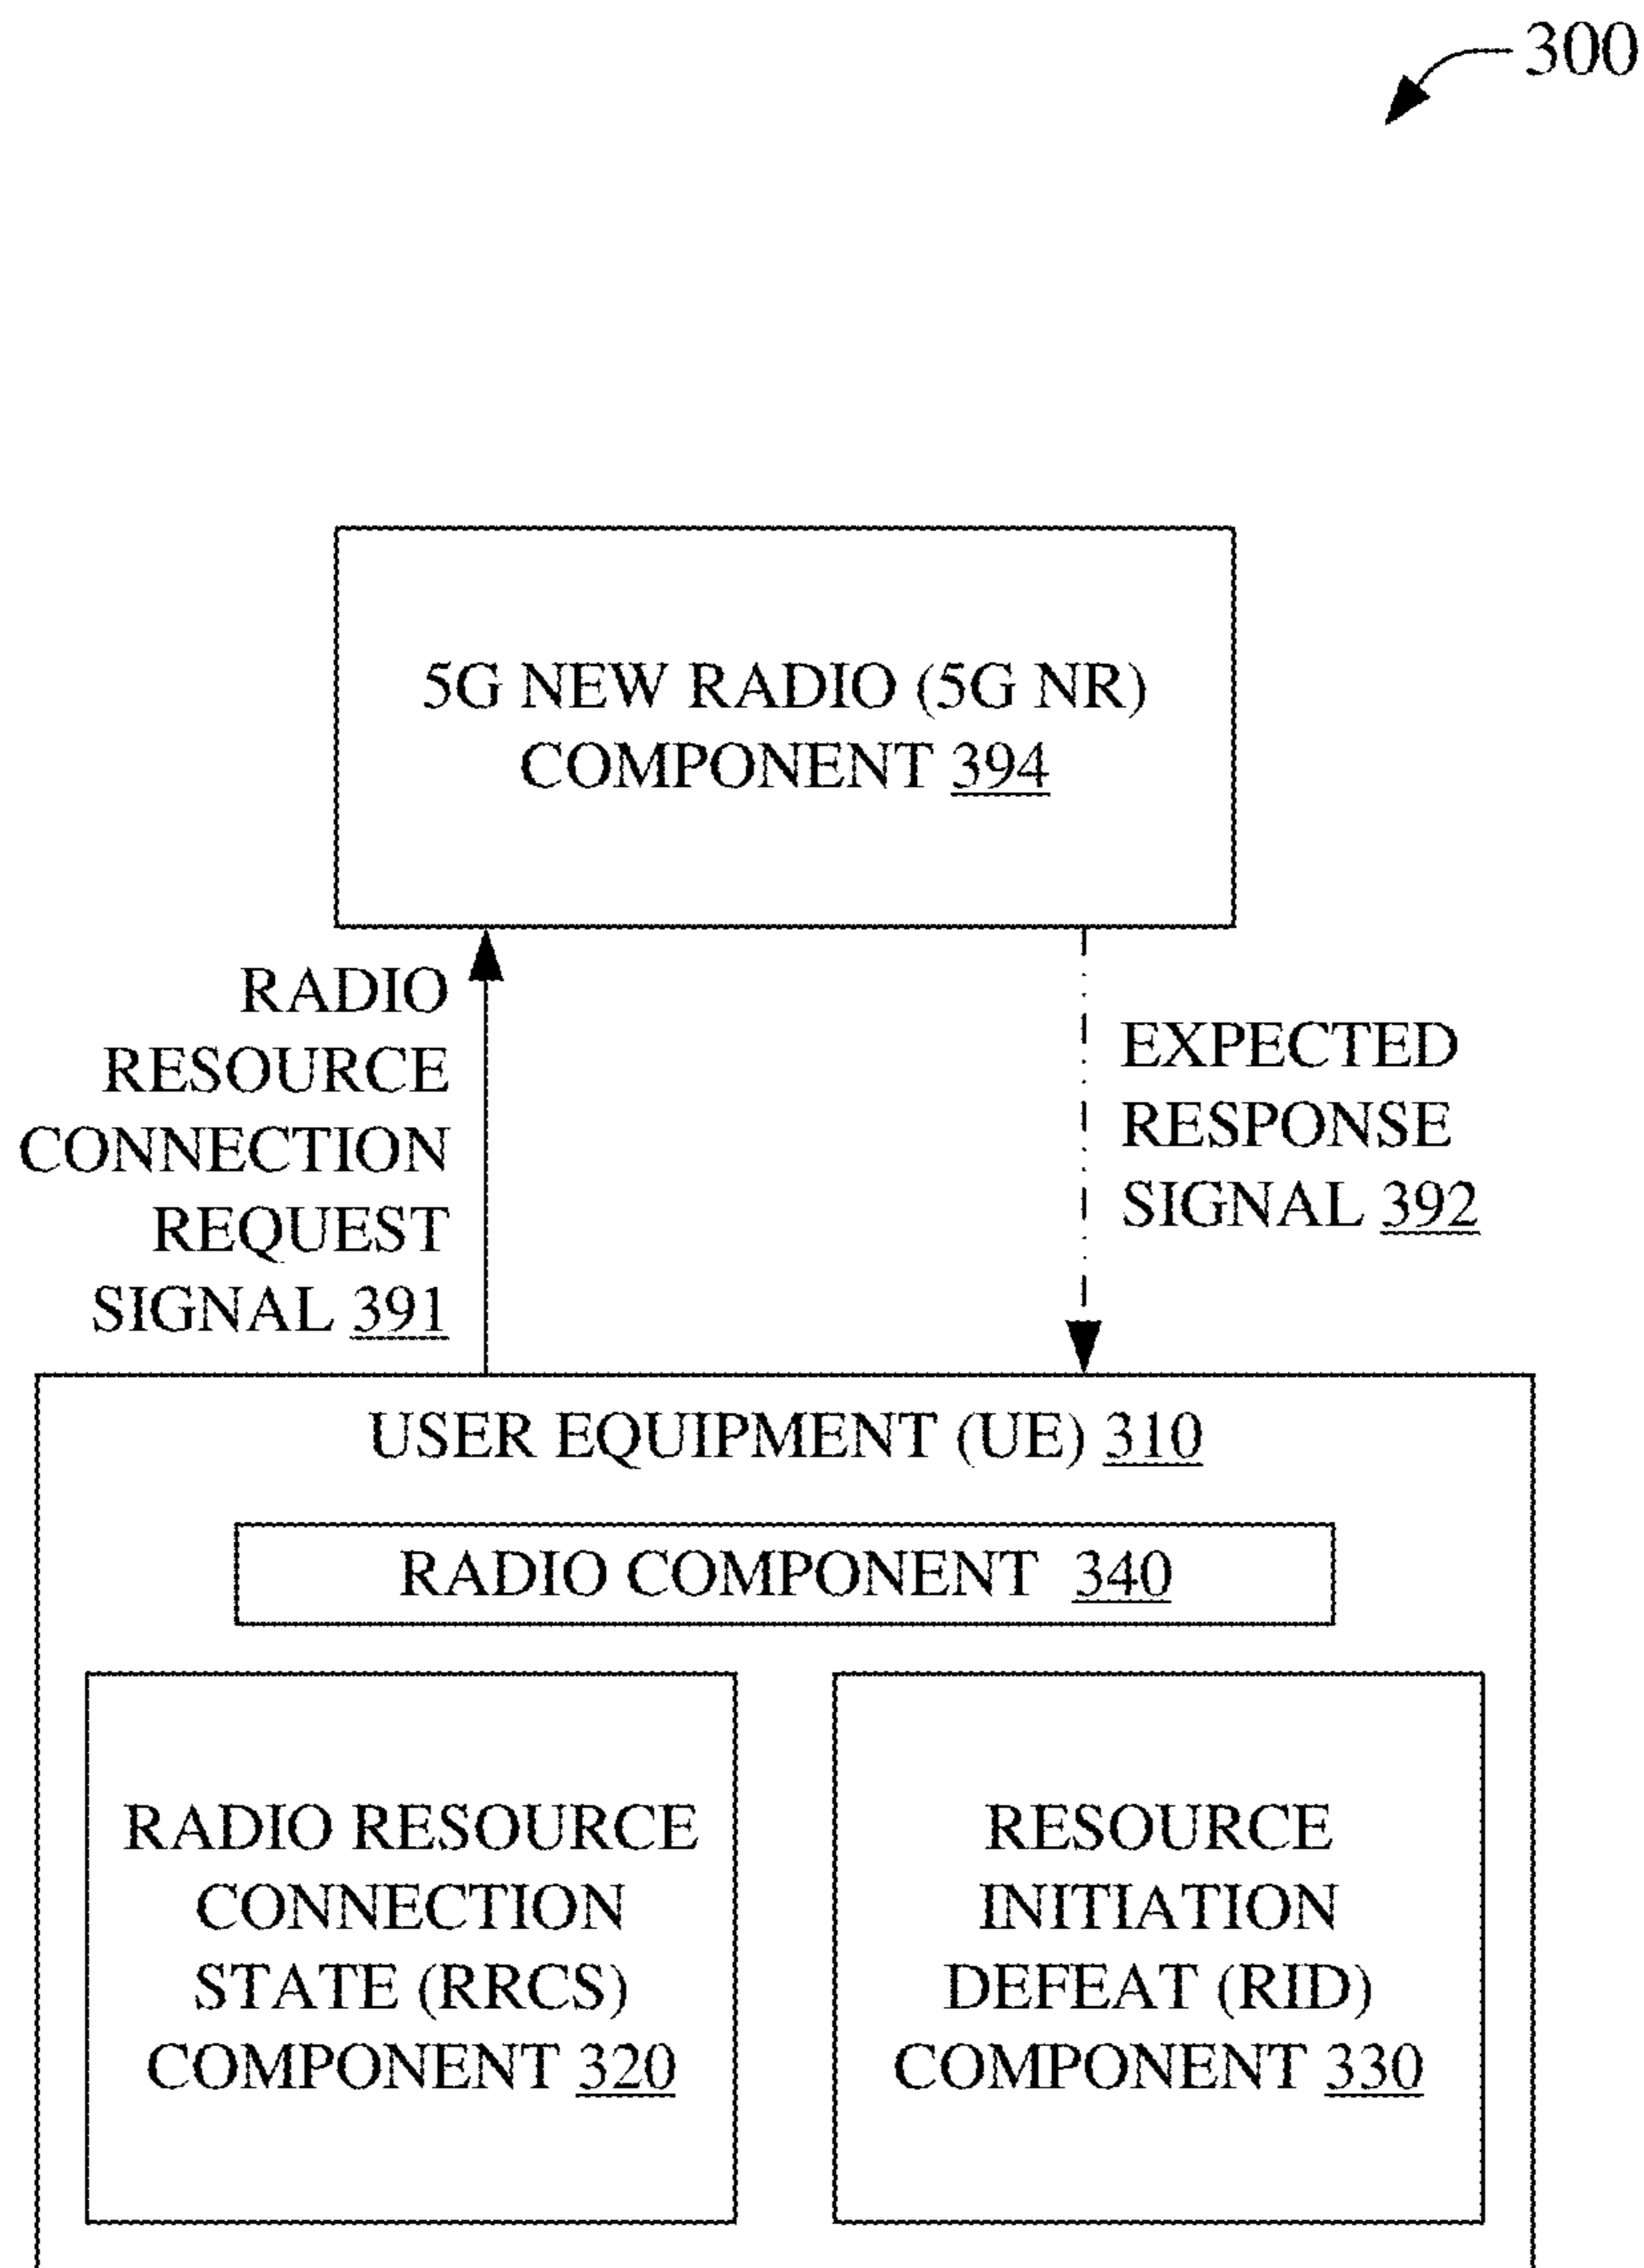 300
5G NEW RADIO (5G NR)
COMPONENT 394
RADIO
RESOURCE
CONNECTION
REQUEST
SIGNAL 391
EXPECTED
RESPONSE
SIGNAL 392
USER EQUIPMENT (UE) 310
RADIO COMPONENT 340
RADIO RESOURCE
CONNECTION
STATE (RRCS)
COMPONENT 320
RESOURCE
INITIATION
DEFEAT (RID)
COMPONENT 330